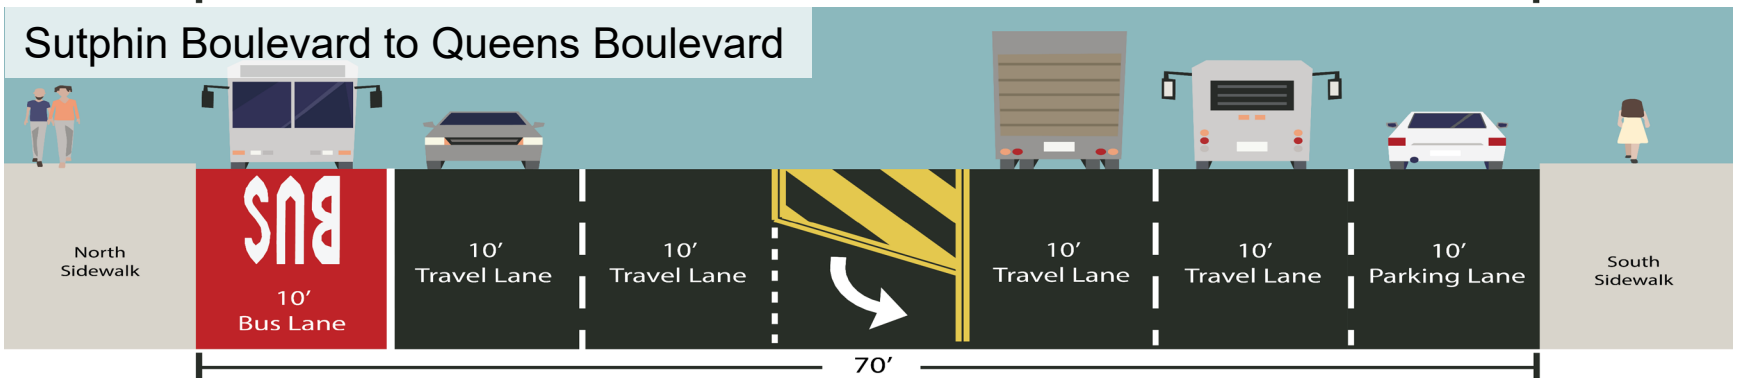 Sutphin Boulevard to Queens Boulevard
North
Sidewalk
BUS
10’
Bus Lane
10’
Travel Lane
10’
Travel Lane
10’
Travel Lane
10’
Travel Lane
10’
Parking Lane
South
Sidewalk
70’